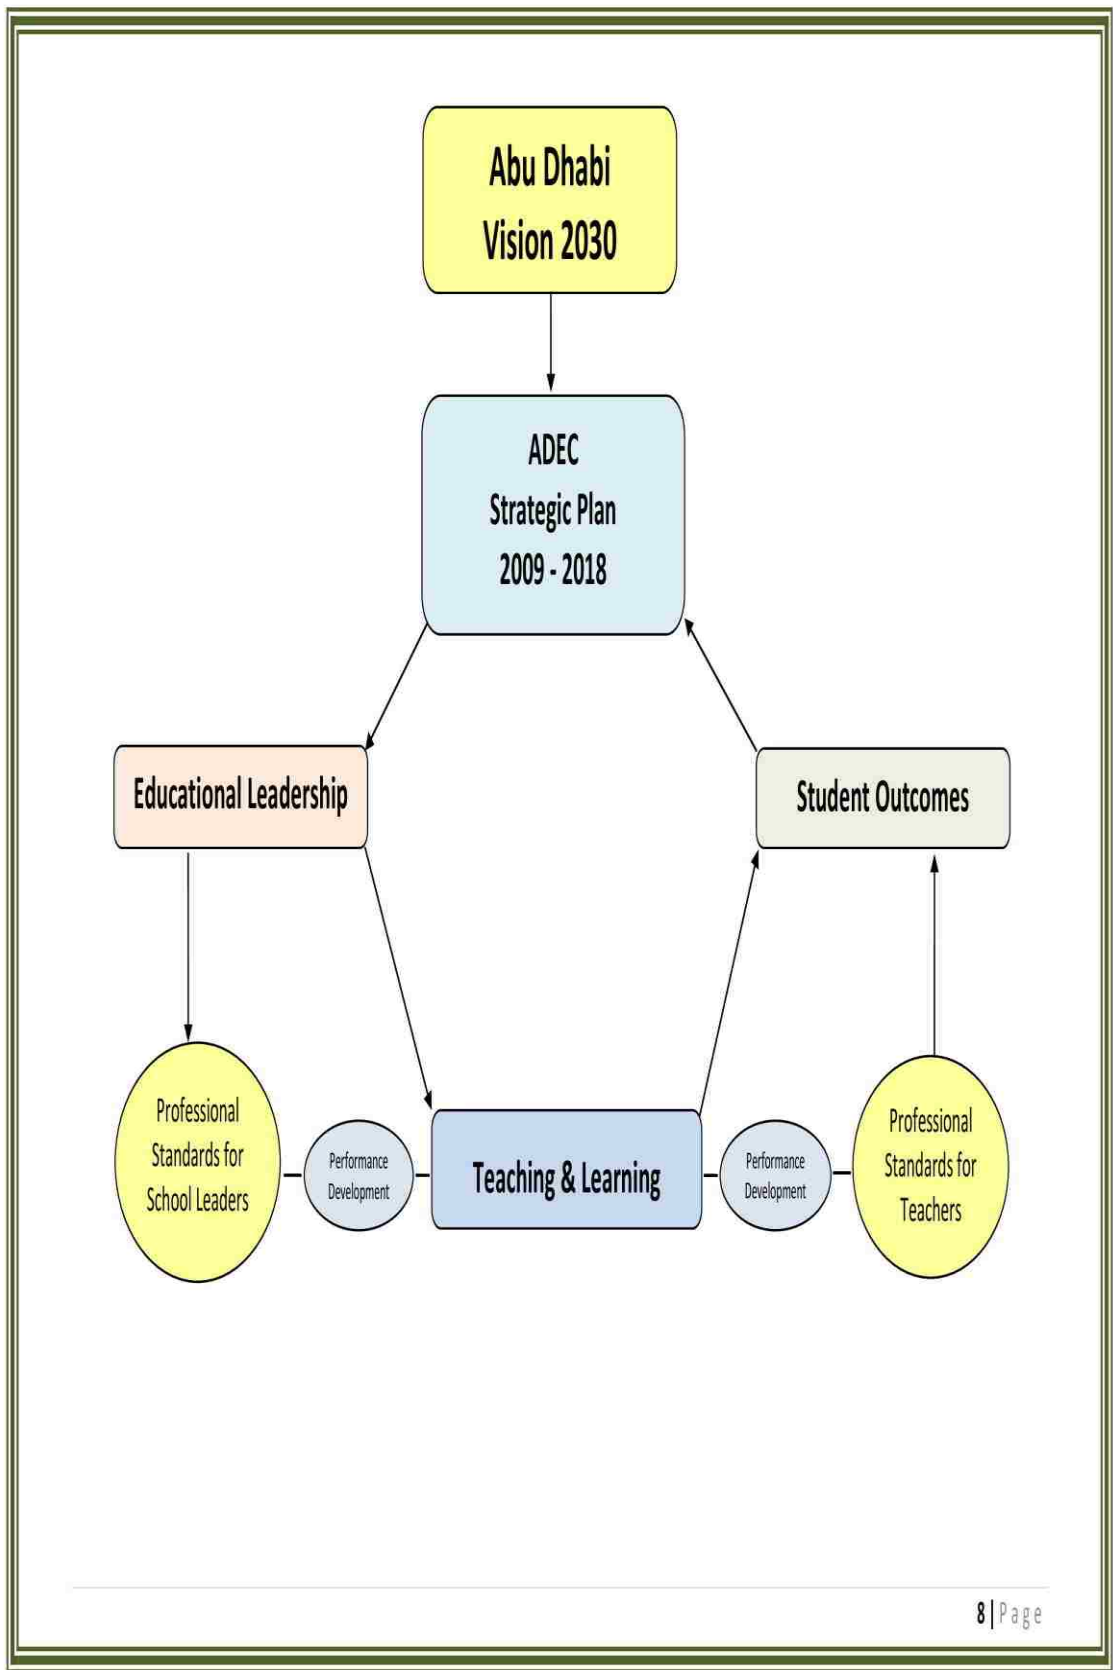 Abu Dhabi
Vision 2030
ADEC
Strategic Plan
2009 - 2018
Educational Leadership
Student Outcomes
Professional
Standards for
School Leaders
Performance
Development
Teaching & Learning
Performance
Development
Professional
Standards for
Teachers
8 | Page